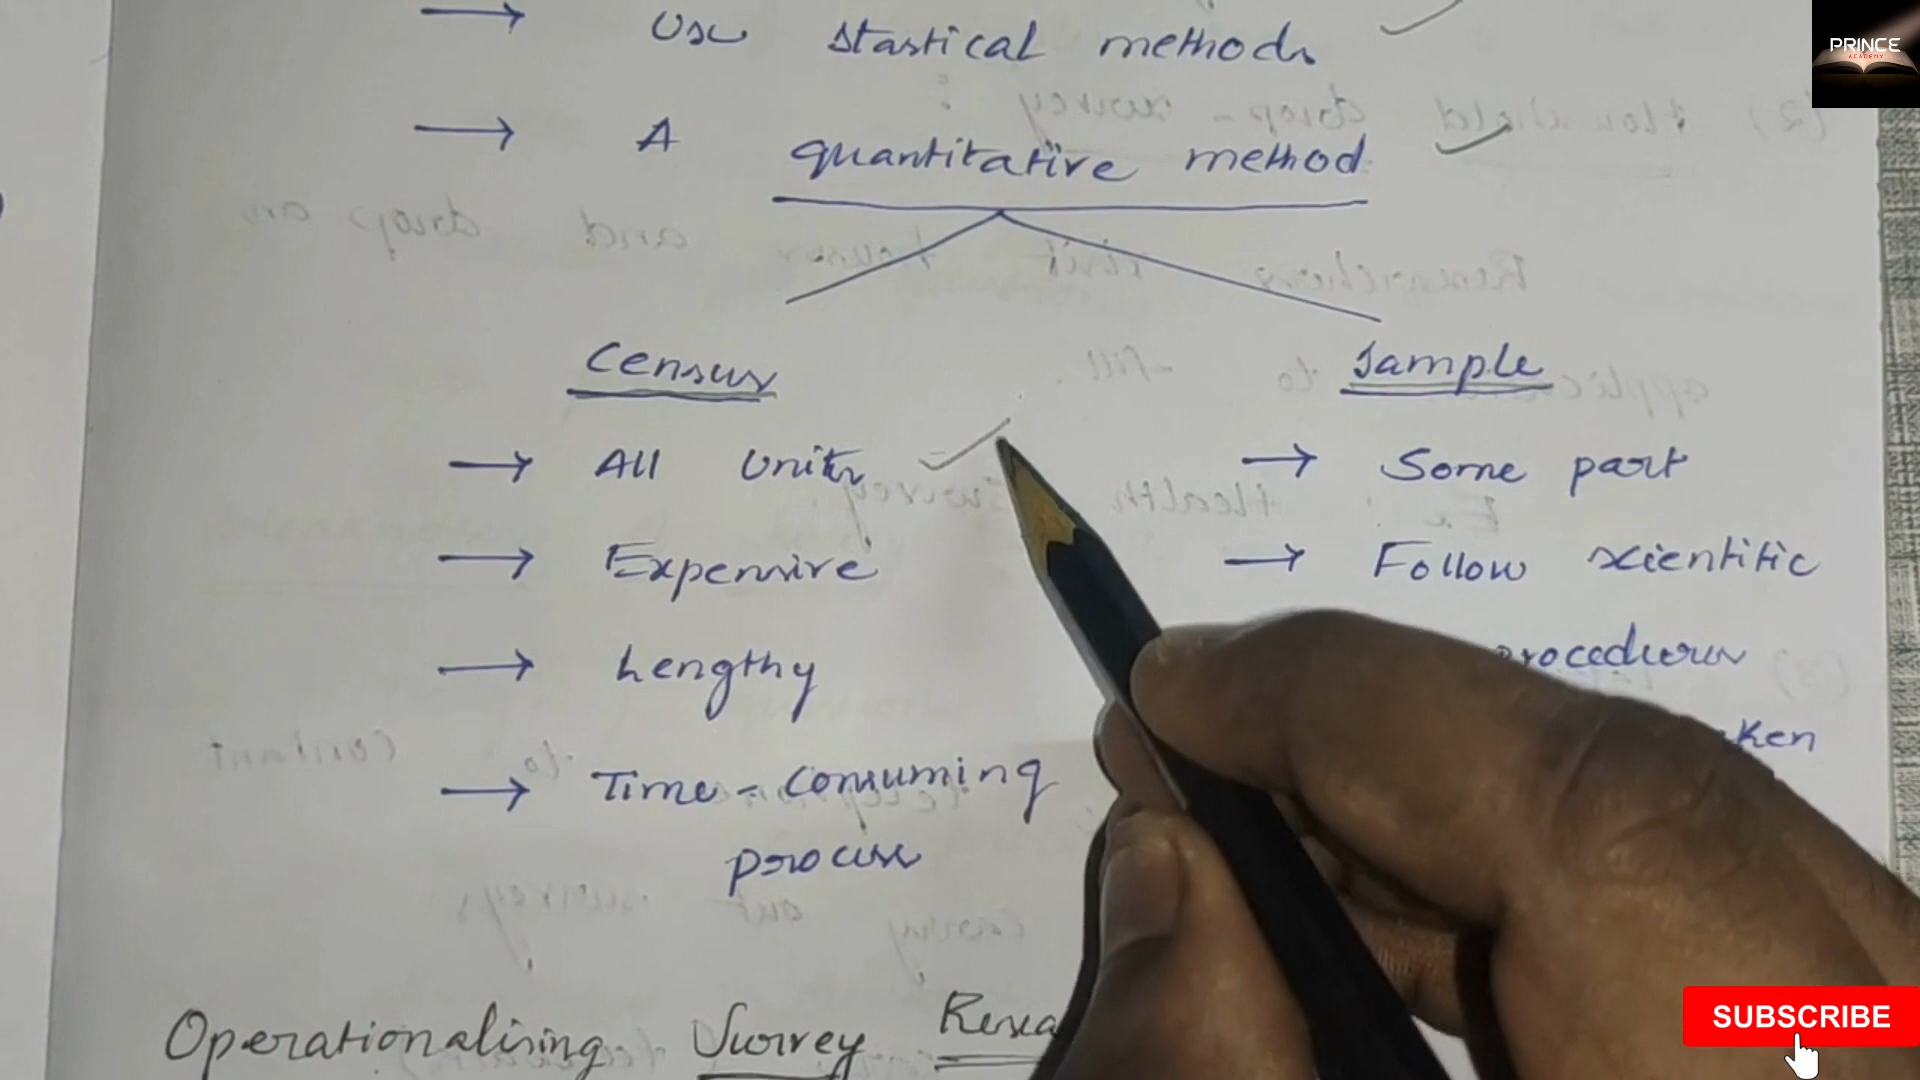 PRINCE
ACADEMY
→ Use stastical methods
→ A quantitative method
Census
→ All Units
→ Expensive
→ Lengthy
→ Time - Consuming
process
Sample
→ Some part
→ Follow scientific
procedures
Operationalising Survey
SUBSCRIBE